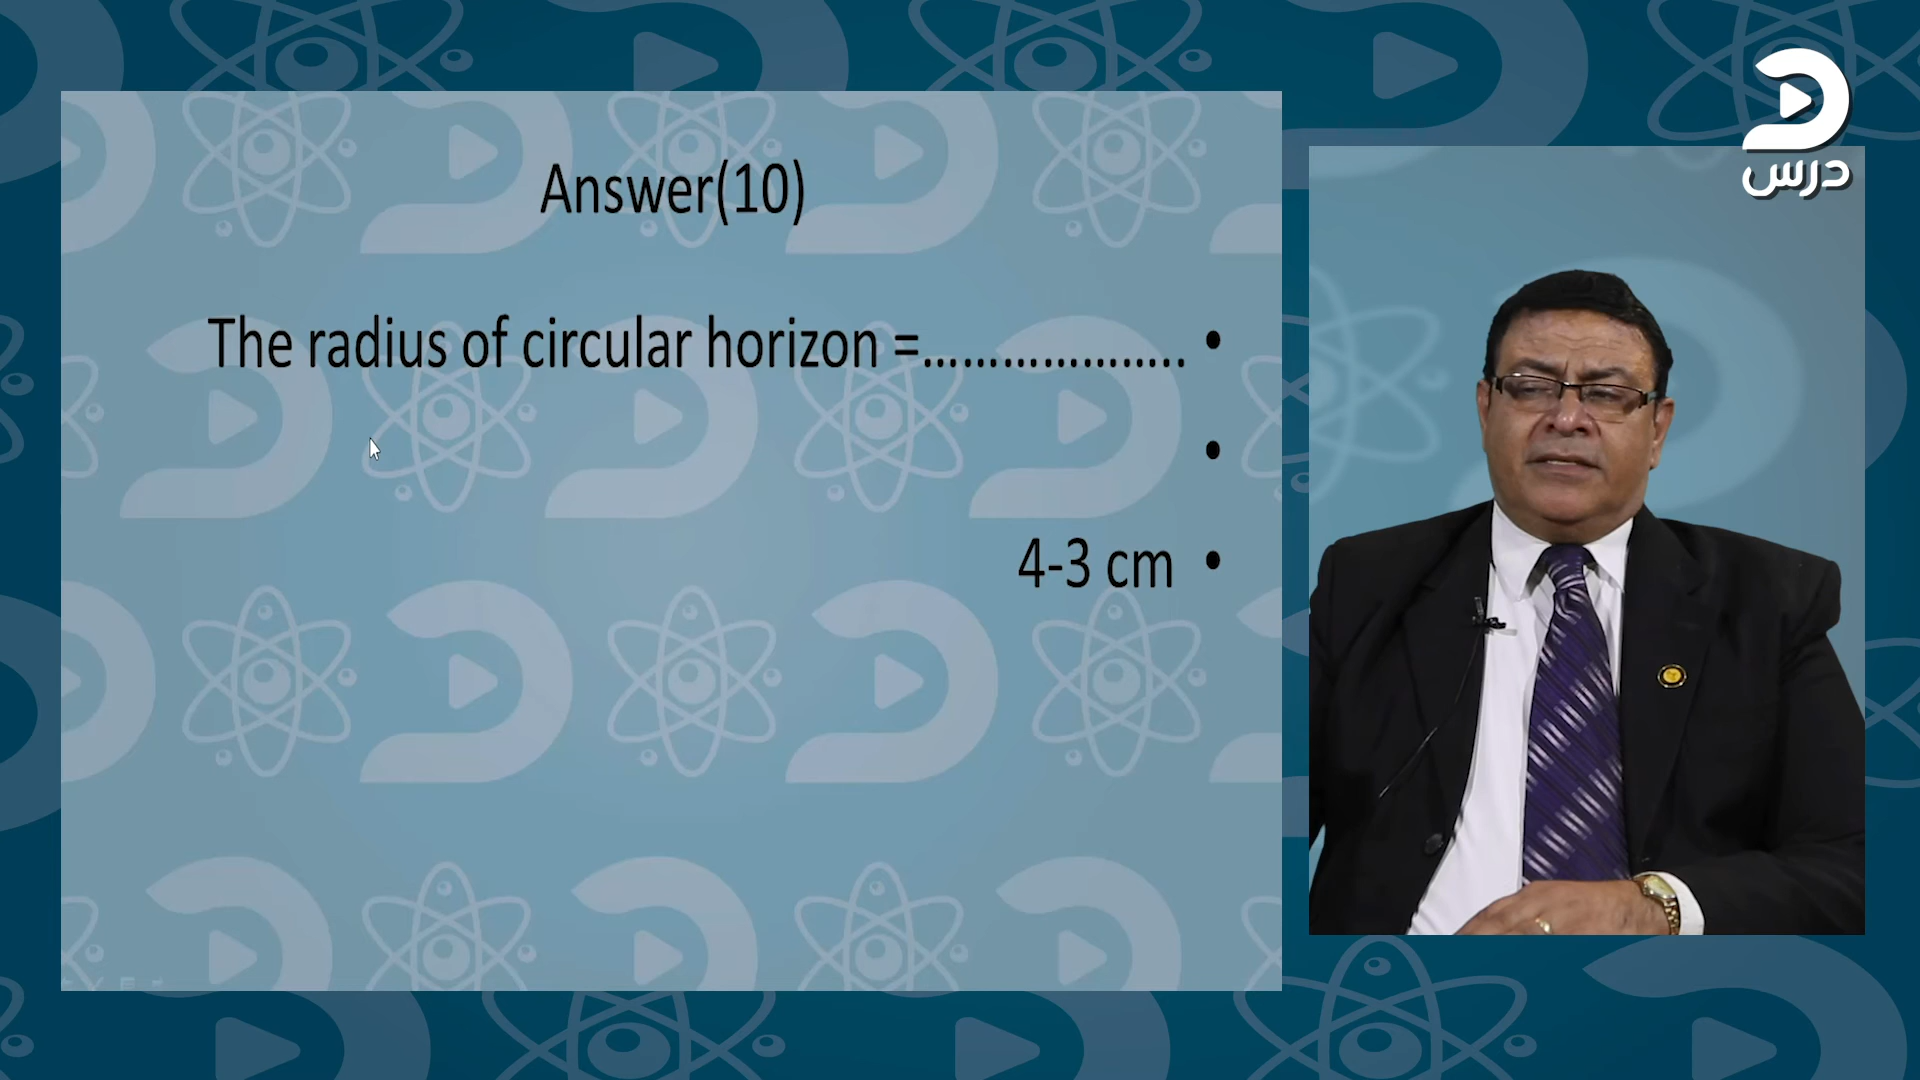 درس
Answer(10)
The radius of circular horizon =.....................
4-3 cm